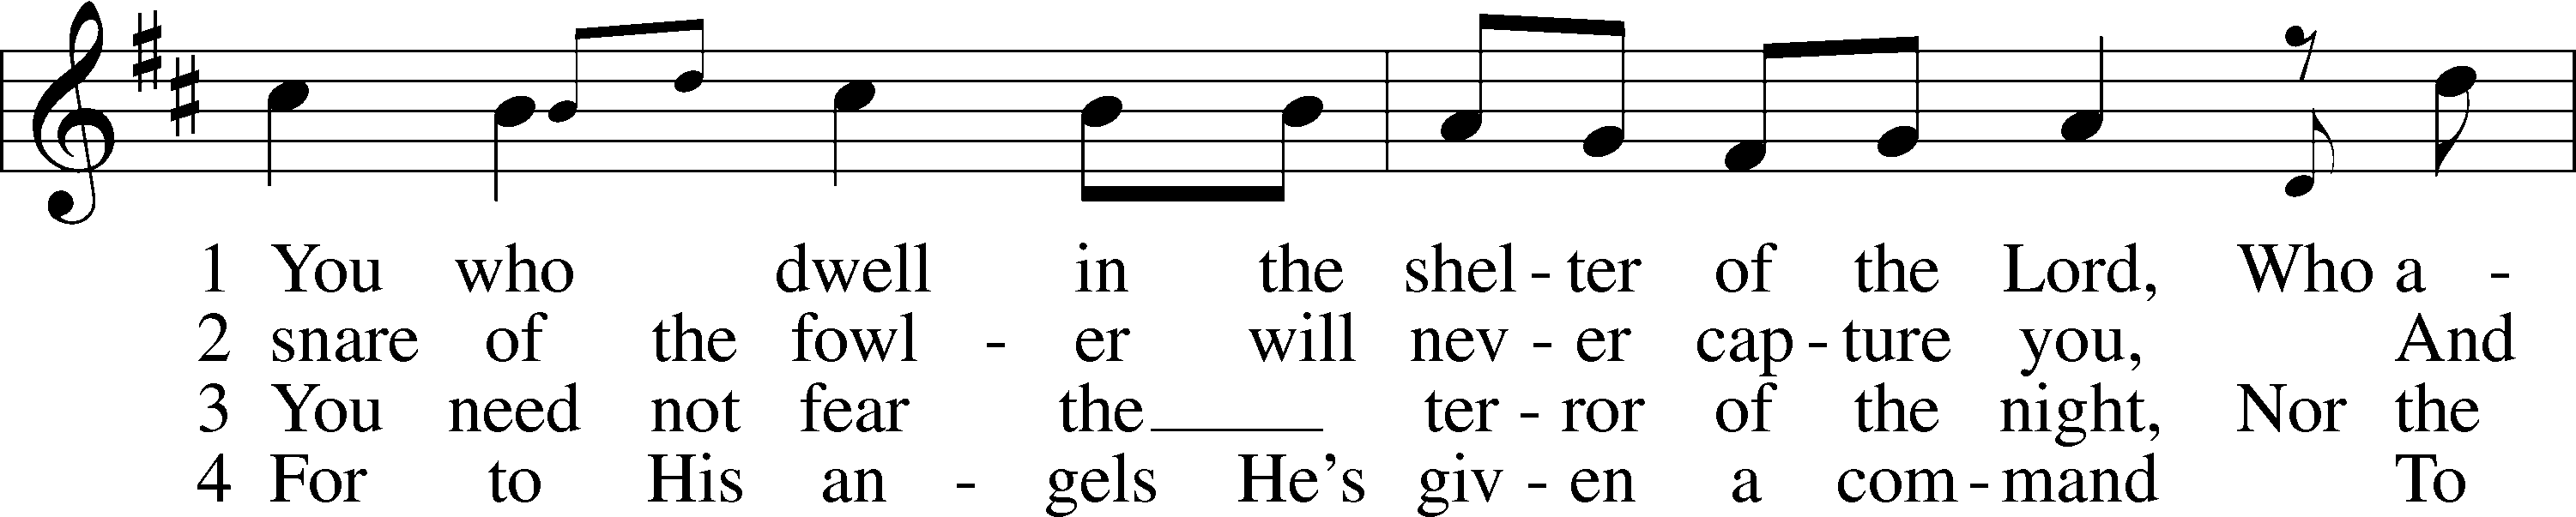 1 You who dwell - in the shel - ter of the Lord, Who a -
2 snare of the fowl - er will nev - er cap - ture you, And
3 You need not fear the ter - ror of the night, Nor the
4 For to His an - gels He's giv - en a com - mand To